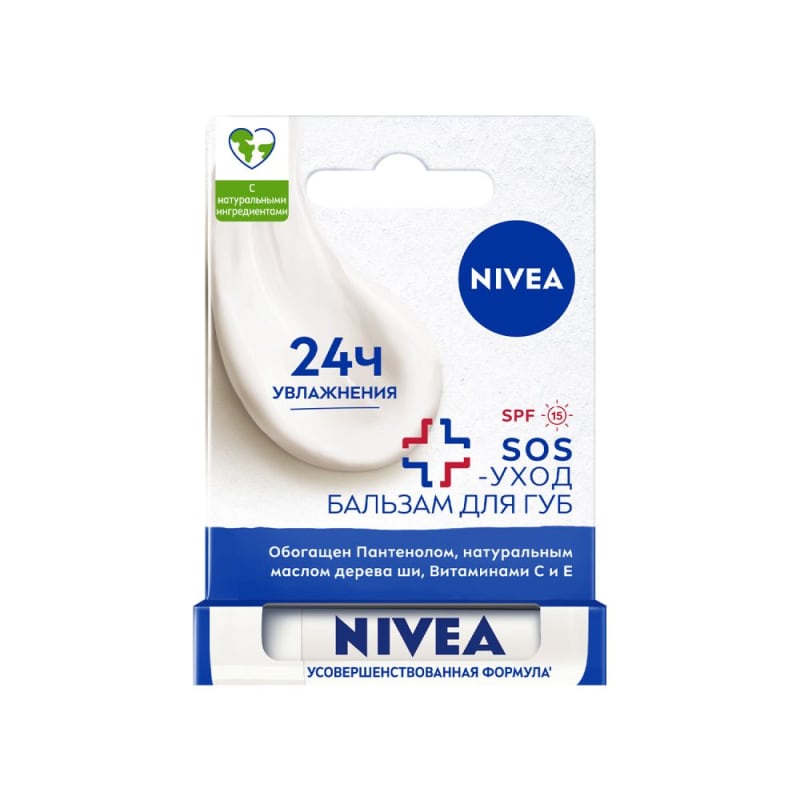 С
натуральными
ингредиентами
NIVEA
24ч
УВЛАЖНЕНИЯ
SPF 15
SOS
-УХОД
БАЛЬЗАМ ДЛЯ ГУБ
Обогащен Пантенолом, натуральным
маслом дерева ши, Витаминами С и Е
NIVEA
УСОВЕРШЕНСТВОВАННАЯ ФОРМУЛА¹